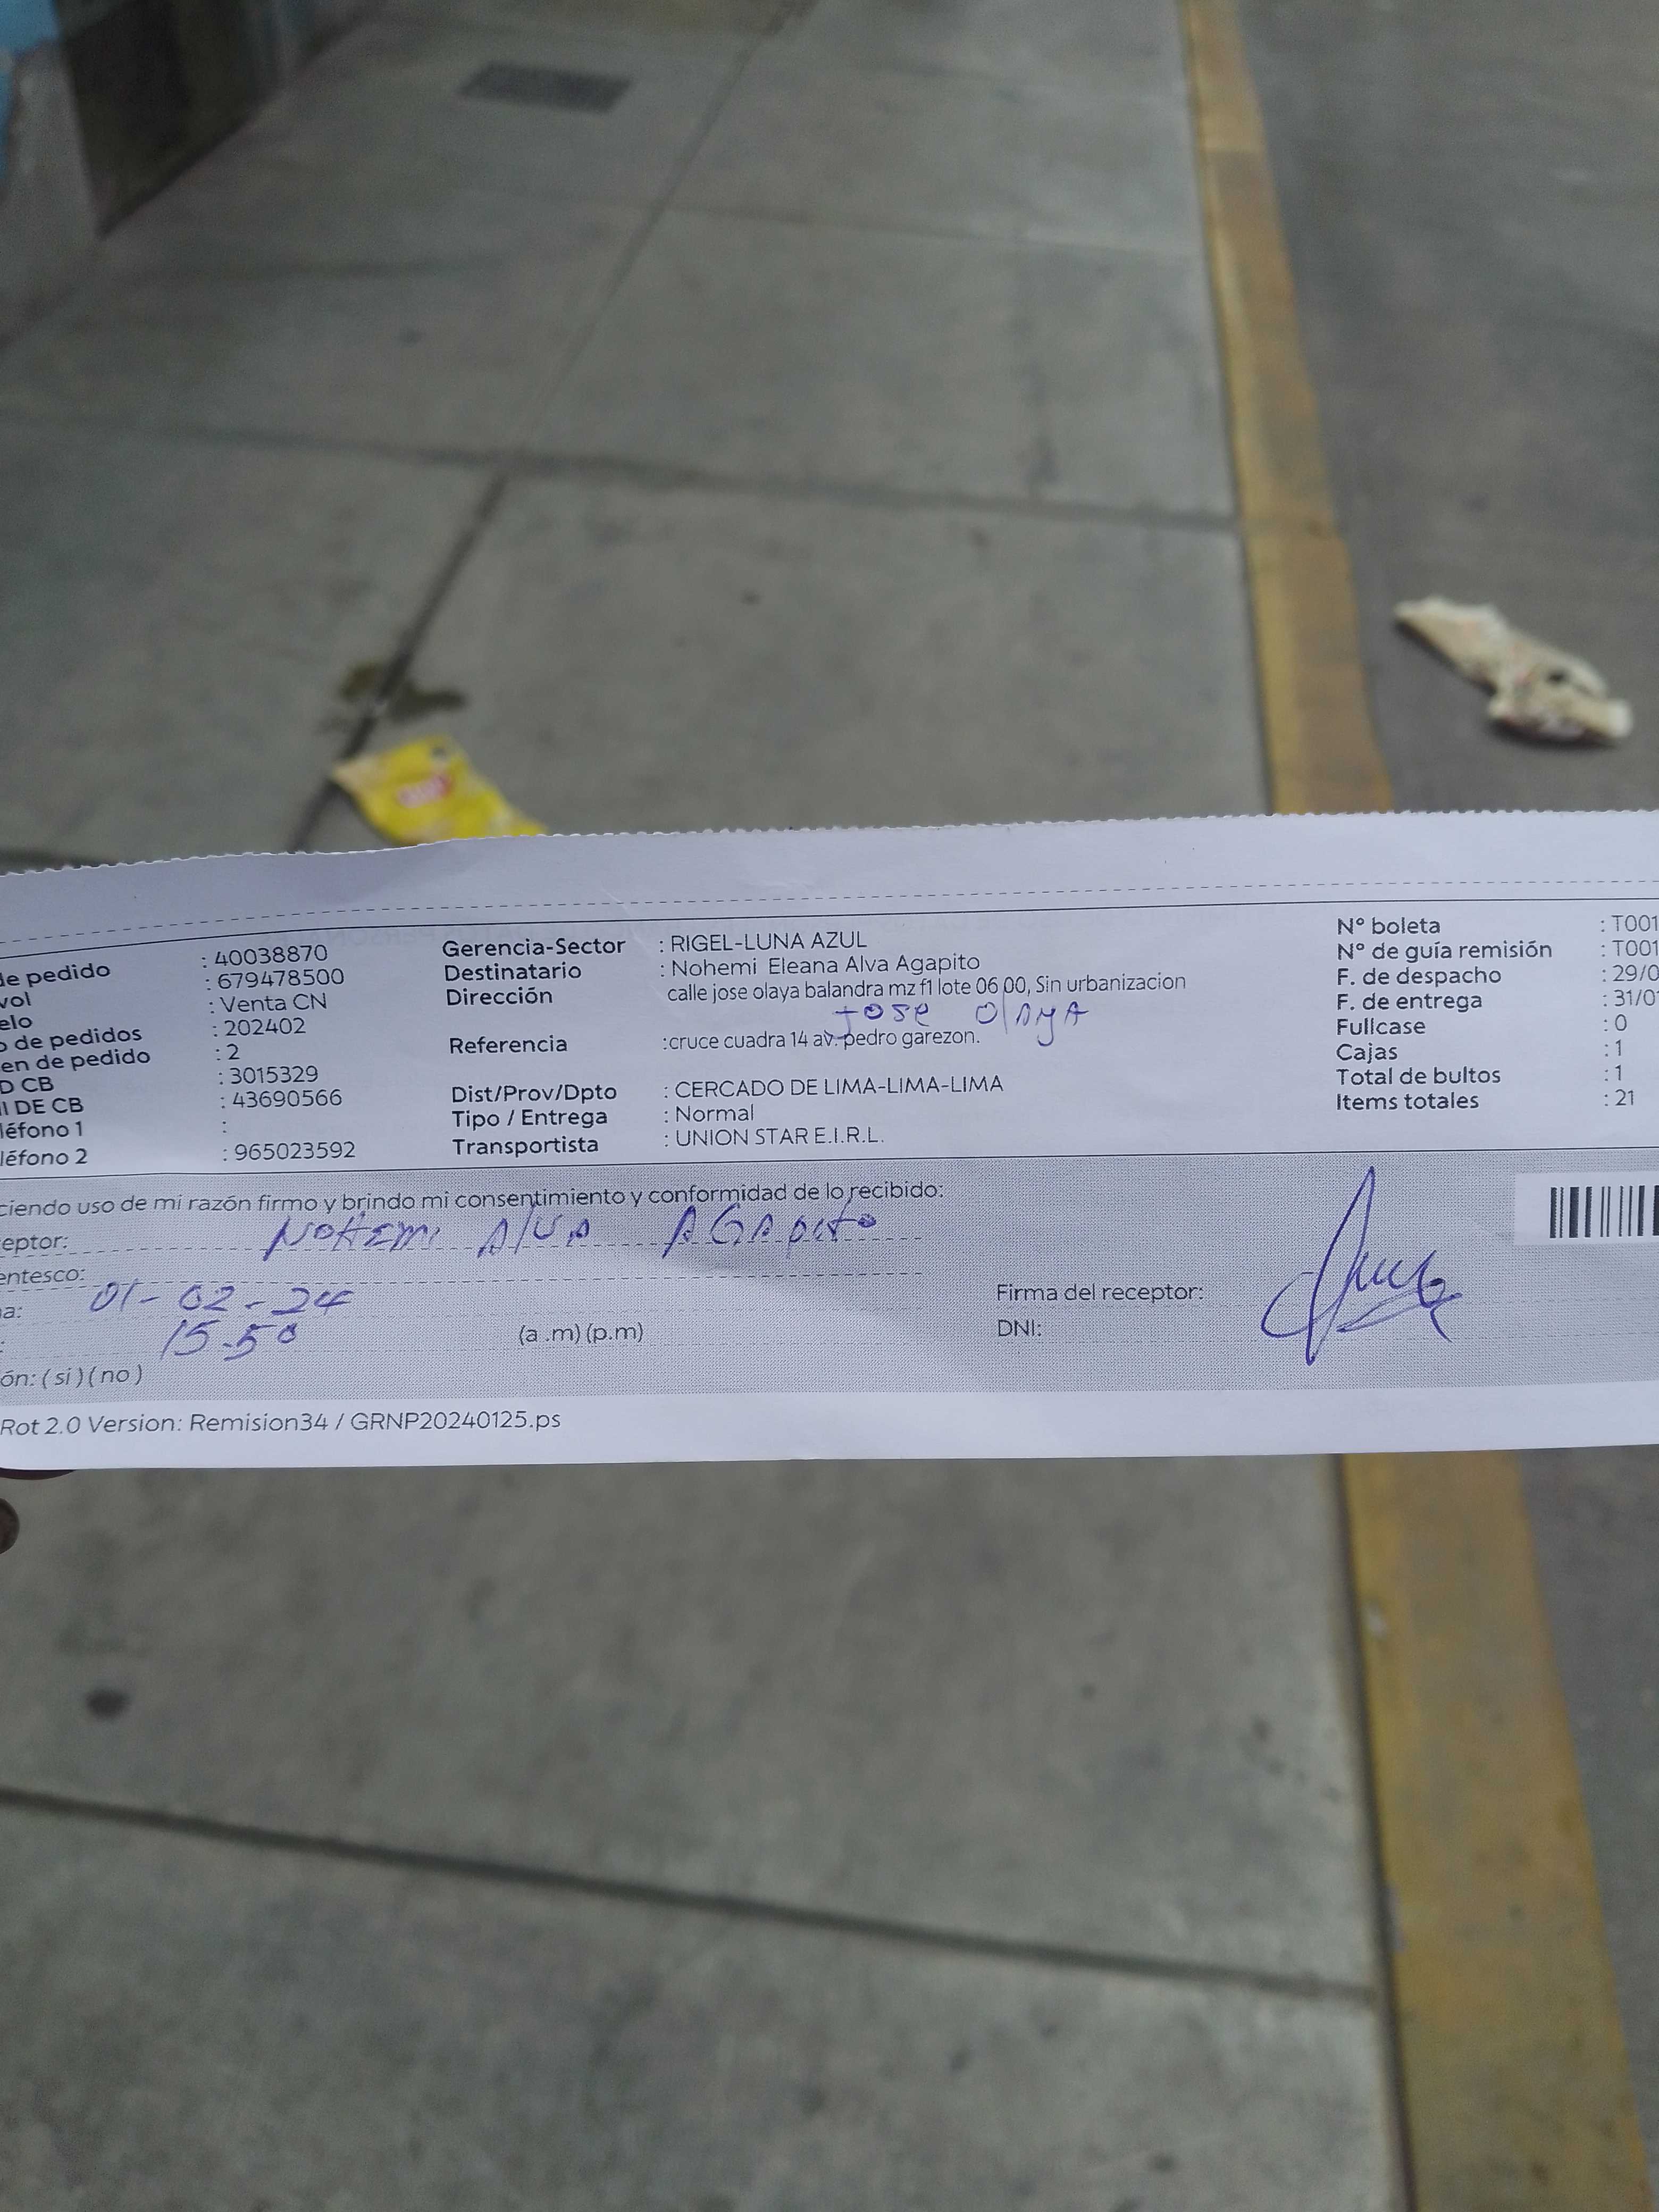 de pedido : 40038870
vol : 679478500
elo : Venta CN
o de pedidos : 202402
en de pedido : 2
D CB : 3015329
I DE CB : 43690566
léfono 1 :
léfono 2 : 965023592
Gerencia-Sector : RIGEL-LUNA AZUL
Destinatario : Nohemi Eleana Alva Agapito
Dirección calle jose olaya balandra mz f1 lote 06 00, Sin urbanizacion
Jose Olaya
Referencia :cruce cuadra 14 av. pedro garezon.
Dist/Prov/Dpto : CERCADO DE LIMA-LIMA-LIMA
Tipo / Entrega : Normal
Transportista : UNION STAR E.I.R.L.
N° boleta : T001
N° de guía remisión : T001
F. de despacho : 29/0
F. de entrega : 31/01
Fullcase : 0
Cajas : 1
Total de bultos : 1
Items totales : 21
ciendo uso de mi razón firmo y brindo mi consentimiento y conformidad de lo recibido:
eptor: Nohemi Alva Agapito
entesco:
a: 01-02-24
: 15.50 (a .m) (p.m)
ón: ( si ) ( no )
Firma del receptor:
DNI:
Rot 2.0 Version: Remision34 / GRNP20240125.ps